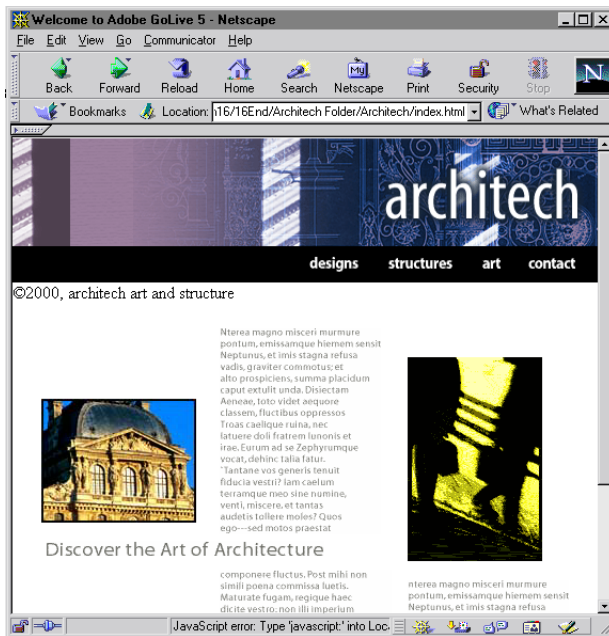 Welcome to Adobe GoLive 5 - Netscape
File Edit View Go Communicator Help
Back Forward Reload Home Search Netscape Print Security Stop
My
N
Bookmarks Location: 16/16End/Architech Folder/Architech/index.html What's Related
architech
designs structures art contact
©2000, architech art and structure
Nterea magno misceri murmure
pontum, emissamque hiemem sensit
Neptunus, et imis stagna refusa
vadis, graviter commotus; et
alto prospiciens, summa placidum
caput extulit unda. Disiectam
Aeneae, toto videt aequore
classem, fluctibus oppressos
Troas caelique ruina, nec
latuere doli fratrem Iunonis et
irae. Eurum ad se Zephyrumque
vocat, dehinc talia fatur.
`Tantane vos generis tenuit
fiducia vestri? Iam caelum
terramque meo sine numine,
venti, miscere, et tantas
audetis tollere moles? Quos
ego---sed motos praestat
Discover the Art of Architecture
componere fluctus. Post mihi non
simili poena commissa luetis.
Maturate fugam, regique haec
dicite vestro: non illi imperium
nterea magno misceri murmure
pontum, emissamque hiemem
sensit Neptunus, et imis stagna
JavaScript error: Type 'javascript:' into Loc